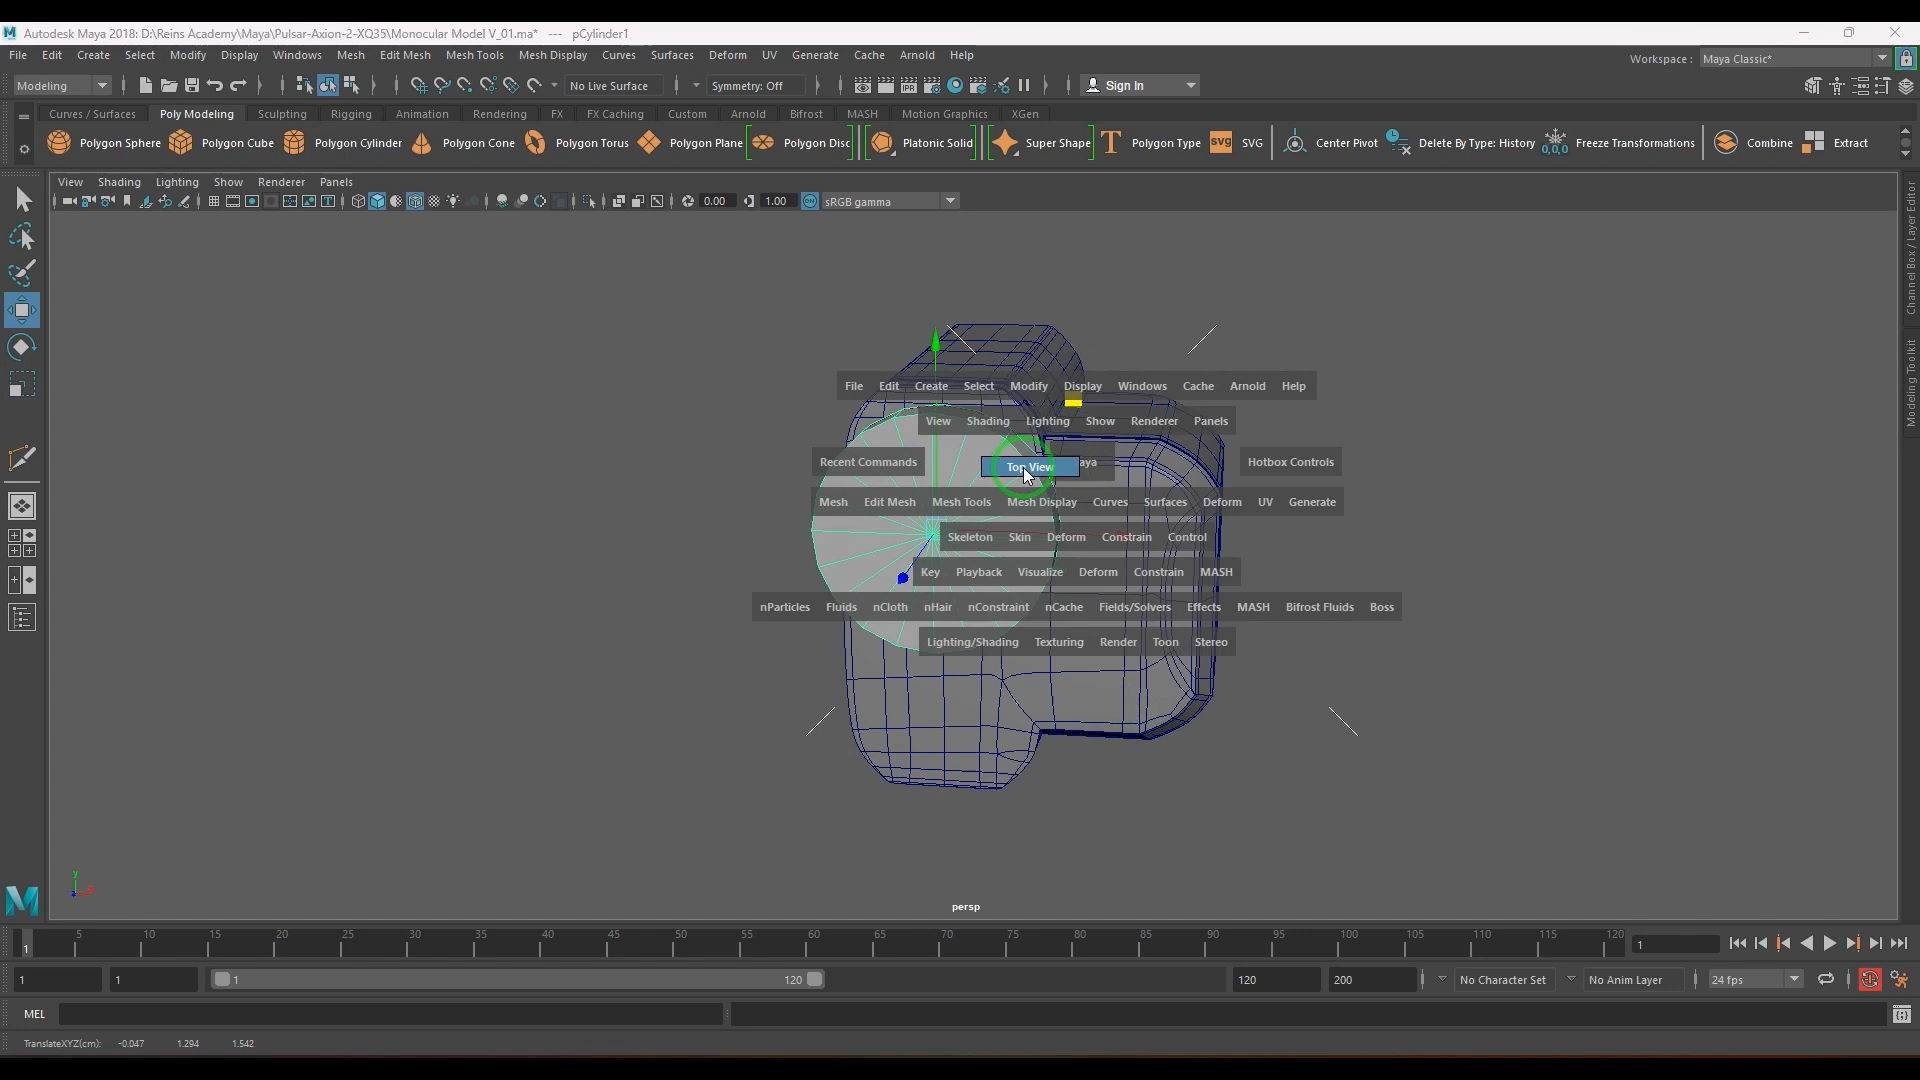 Autodesk Maya 2018: D:\Reins Academy\Maya\Pulsar-Axion-2-XQ35\Monocular Model V_01.ma*  ---  pCylinder1
File Edit Create Select Modify Display Windows Mesh Edit Mesh Mesh Tools Mesh Display Curves Surfaces Deform UV Generate Cache Arnold Help
Workspace : Maya Classic*
Modeling No Live Surface Symmetry: Off IPR Sign In
Curves / Surfaces Poly Modeling Sculpting Rigging Animation Rendering FX FX Caching Custom Arnold Bifrost MASH Motion Graphics XGen
Polygon Sphere Polygon Cube Polygon Cylinder Polygon Cone Polygon Torus Polygon Plane Polygon Disc Platonic Solid Super Shape T Polygon Type SVG SVG Center Pivot Delete By Type: History 0,0,0 Freeze Transformations Combine Extract
View Shading Lighting Show Renderer Panels
0.00 1.00 ON sRGB gamma
Channel Box / Layer Editor
Modeling Toolkit
File Edit Create Select Modify Display Windows Cache Arnold Help
View Shading Lighting Show Renderer Panels
Recent Commands Top View aya Hotbox Controls
Mesh Edit Mesh Mesh Tools Mesh Display Curves Surfaces Deform UV Generate
Skeleton Skin Deform Constrain Control
Key Playback Visualize Deform Constrain MASH
nParticles Fluids nCloth nHair nConstraint nCache Fields/Solvers Effects MASH Bifrost Fluids Boss
Lighting/Shading Texturing Render Toon Stereo
y
persp
1 5 10 15 20 25 30 35 40 45 50 55 60 65 70 75 80 85 90 95 100 105 110 115 120 1
1 1 1 120 120 200 No Character Set No Anim Layer 24 fps
MEL
TranslateXYZ(cm): -0.047 1.294 1.542